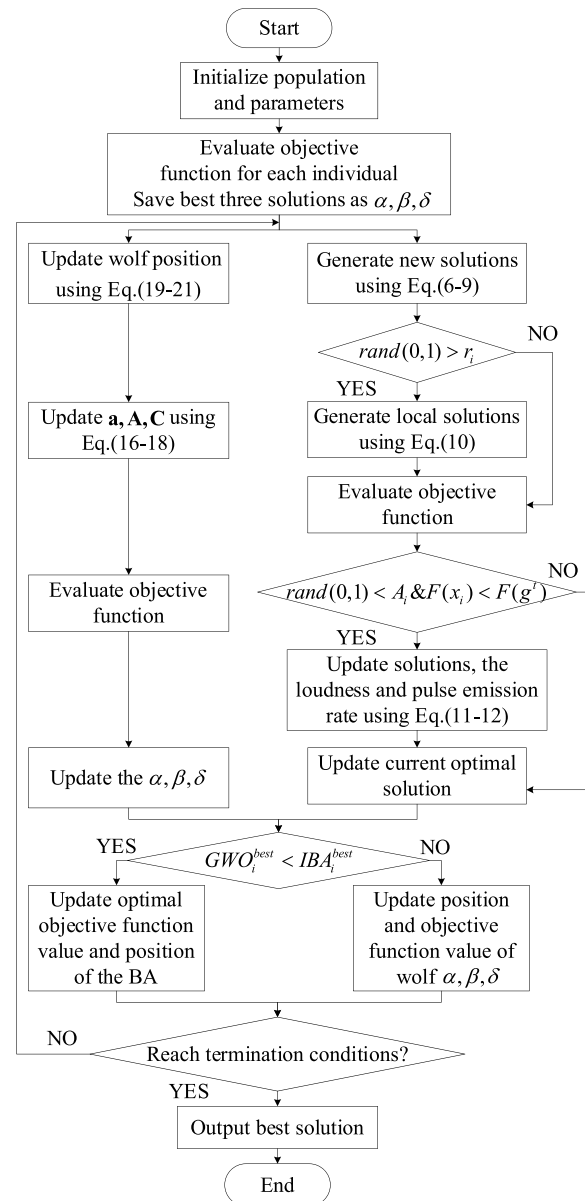 Start
Initialize population
and parameters
Evaluate objective
function for each individual
Save best three solutions as α, β, δ
Update wolf position
using Eq.(19-21)
Generate new solutions
using Eq.(6-9)
rand(0,1) > r_i
NO
YES
Update a, A, C using
Eq.(16-18)
Generate local solutions
using Eq.(10)
Evaluate objective
function
NO
rand(0,1) < A_i & F(x_i) < F(g^t)
Evaluate objective
function
YES
Update solutions, the
loudness and pulse emission
rate using Eq.(11-12)
Update the α, β, δ
Update current optimal
solution
YES
GWO_i^best < IBA_i^best
NO
Update optimal
objective function
value and position
of the BA
Update position
and objective
function value of
wolf α, β, δ
NO
Reach termination conditions?
YES
Output best solution
End